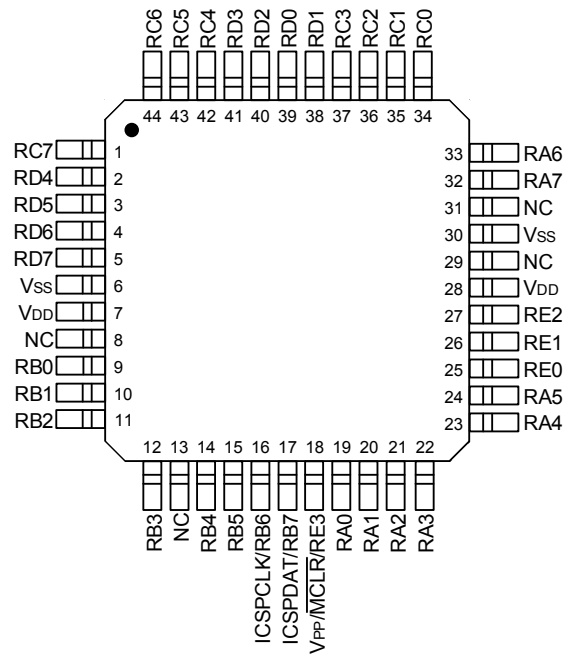 RC6
RC5
RC4
RD3
RD2
RD0
RD1
RC3
RC2
RC1
RC0
44
43
42
41
40
39
38
37
36
35
34
RC7 1
RD4 2
RD5 3
RD6 4
RD7 5
VSS 6
VDD 7
NC 8
RB0 9
RB1 10
RB2 11
33 RA6
32 RA7
31 NC
30 VSS
29 NC
28 VDD
27 RE2
26 RE1
25 RE0
24 RA5
23 RA4
12
13
14
15
16
17
18
19
20
21
22
RB3
NC
RB4
RB5
ICSPCLK/RB6
ICSPDAT/RB7
VPP/MCLR/RE3
RA0
RA1
RA2
RA3